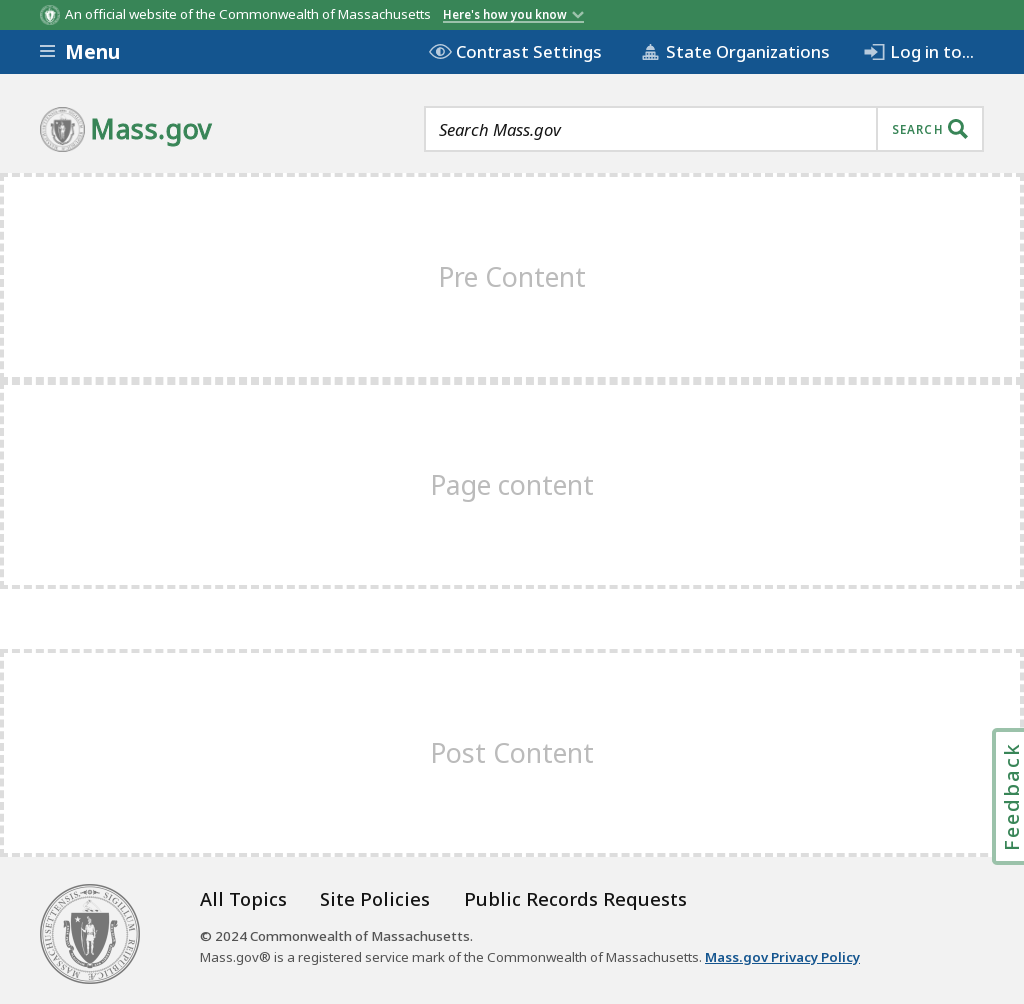 An official website of the Commonwealth of Massachusetts Here's how you know
Menu Contrast Settings State Organizations Log in to...
Mass.gov Search Mass.gov SEARCH
Pre Content
Page content
Post Content
Feedback
All Topics Site Policies Public Records Requests
© 2024 Commonwealth of Massachusetts.
Mass.gov® is a registered service mark of the Commonwealth of Massachusetts. Mass.gov Privacy Policy